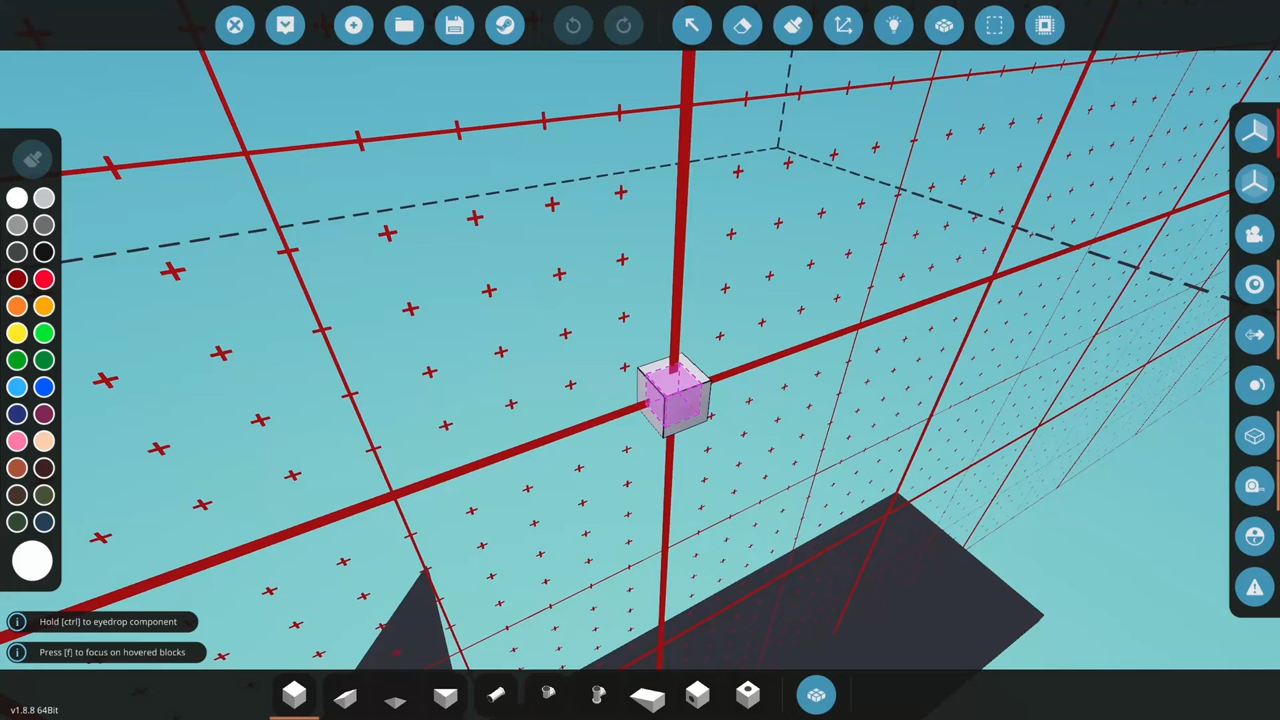 Hold [ctrl] to eyedrop component
Press [f] to focus on hovered blocks
v1.8.8 64Bit